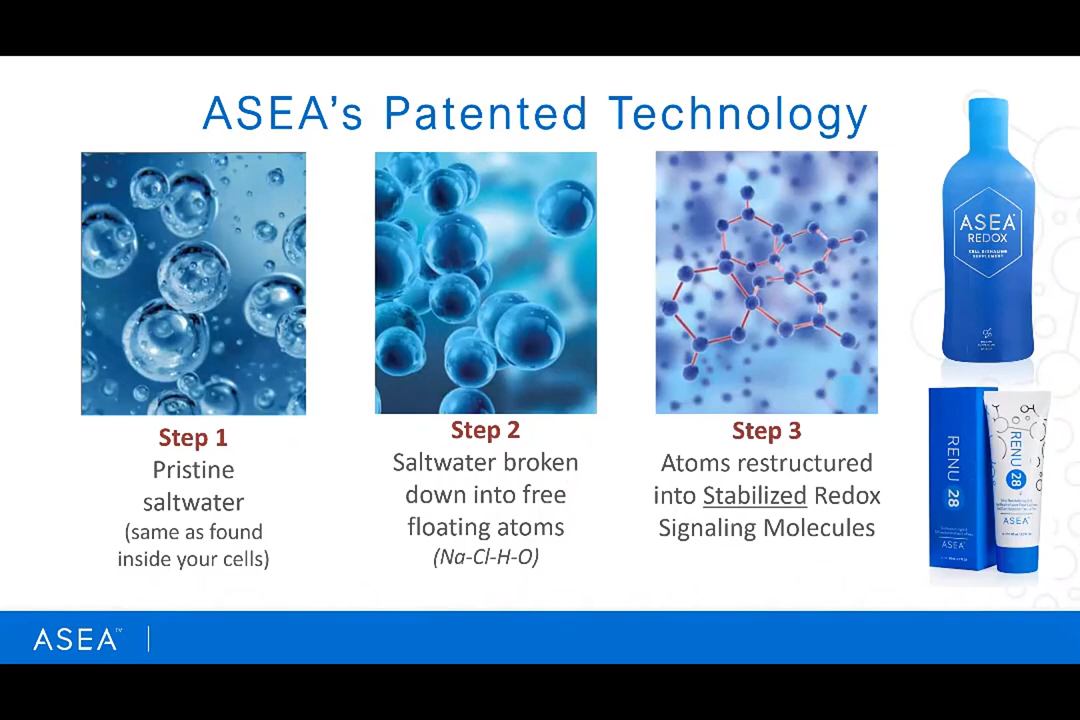 ASEA's Patented Technology
Step 1
Pristine
saltwater
(same as found
inside your cells)
Step 2
Saltwater broken
down into free
floating atoms
(Na-Cl-H-O)
Step 3
Atoms restructured
into Stabilized Redox
Signaling Molecules
ASEA
REDOX
CELL SIGNALING
SUPPLEMENT
RENU 28
ASEA
RENU 28
ASEA
ASEA™